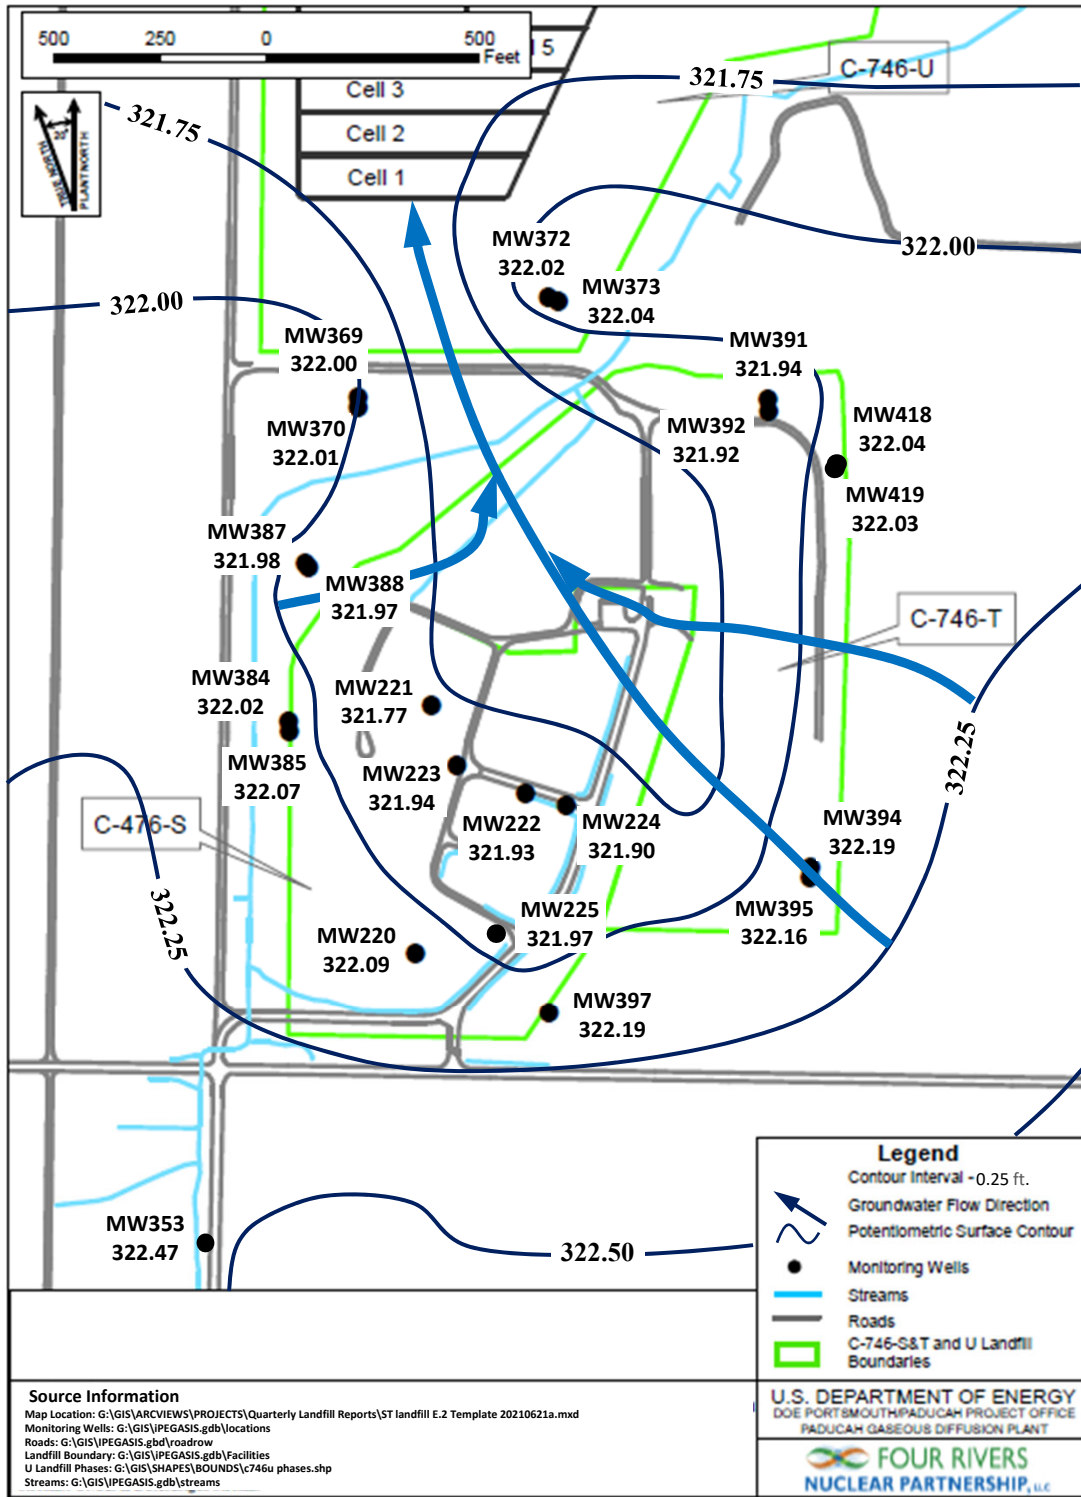 500
250
0
500
Feet
l 5
Cell 3
Cell 2
Cell 1
C-746-U
321.75
321.75
TRUE NORTH
PLANT NORTH
322.00
322.00
MW372
322.02
MW373
322.04
MW369
322.00
MW391
321.94
MW370
322.01
MW392
321.92
MW418
322.04
MW419
322.03
MW387
321.98
MW388
321.97
C-746-T
MW384
322.02
MW221
321.77
MW385
322.07
MW223
321.94
322.25
C-476-S
MW222
321.93
MW224
321.90
MW394
322.19
322.25
MW225
321.97
MW395
322.16
MW220
322.09
MW397
322.19
MW353
322.47
322.50
Legend
Contour Interval - 0.25 ft.
Groundwater Flow Direction
Potentiometric Surface Contour
Monitoring Wells
Streams
Roads
C-746-S&T and U Landfill
Boundaries
Source Information
Map Location: G:\GIS\ARCVIEWS\PROJECTS\Quarterly Landfill Reports\ST landfill E.2 Template 20210621a.mxd
Monitoring Wells: G:\GIS\iPEGASIS.gdb\locations
Roads: G:\GIS\IPEGASIS.gbd\roadrow
Landfill Boundary: G:\GIS\iPEGASIS.gdb\Facilities
U Landfill Phases: G:\GIS\SHAPES\BOUNDS\c746u phases.shp
Streams: G:\GIS\IPEGASIS.gdb\streams
U.S. DEPARTMENT OF ENERGY
DOE PORTSMOUTH/PADUCAH PROJECT OFFICE
PADUCAH GASEOUS DIFFUSION PLANT
FOUR RIVERS
NUCLEAR PARTNERSHIP, LLC